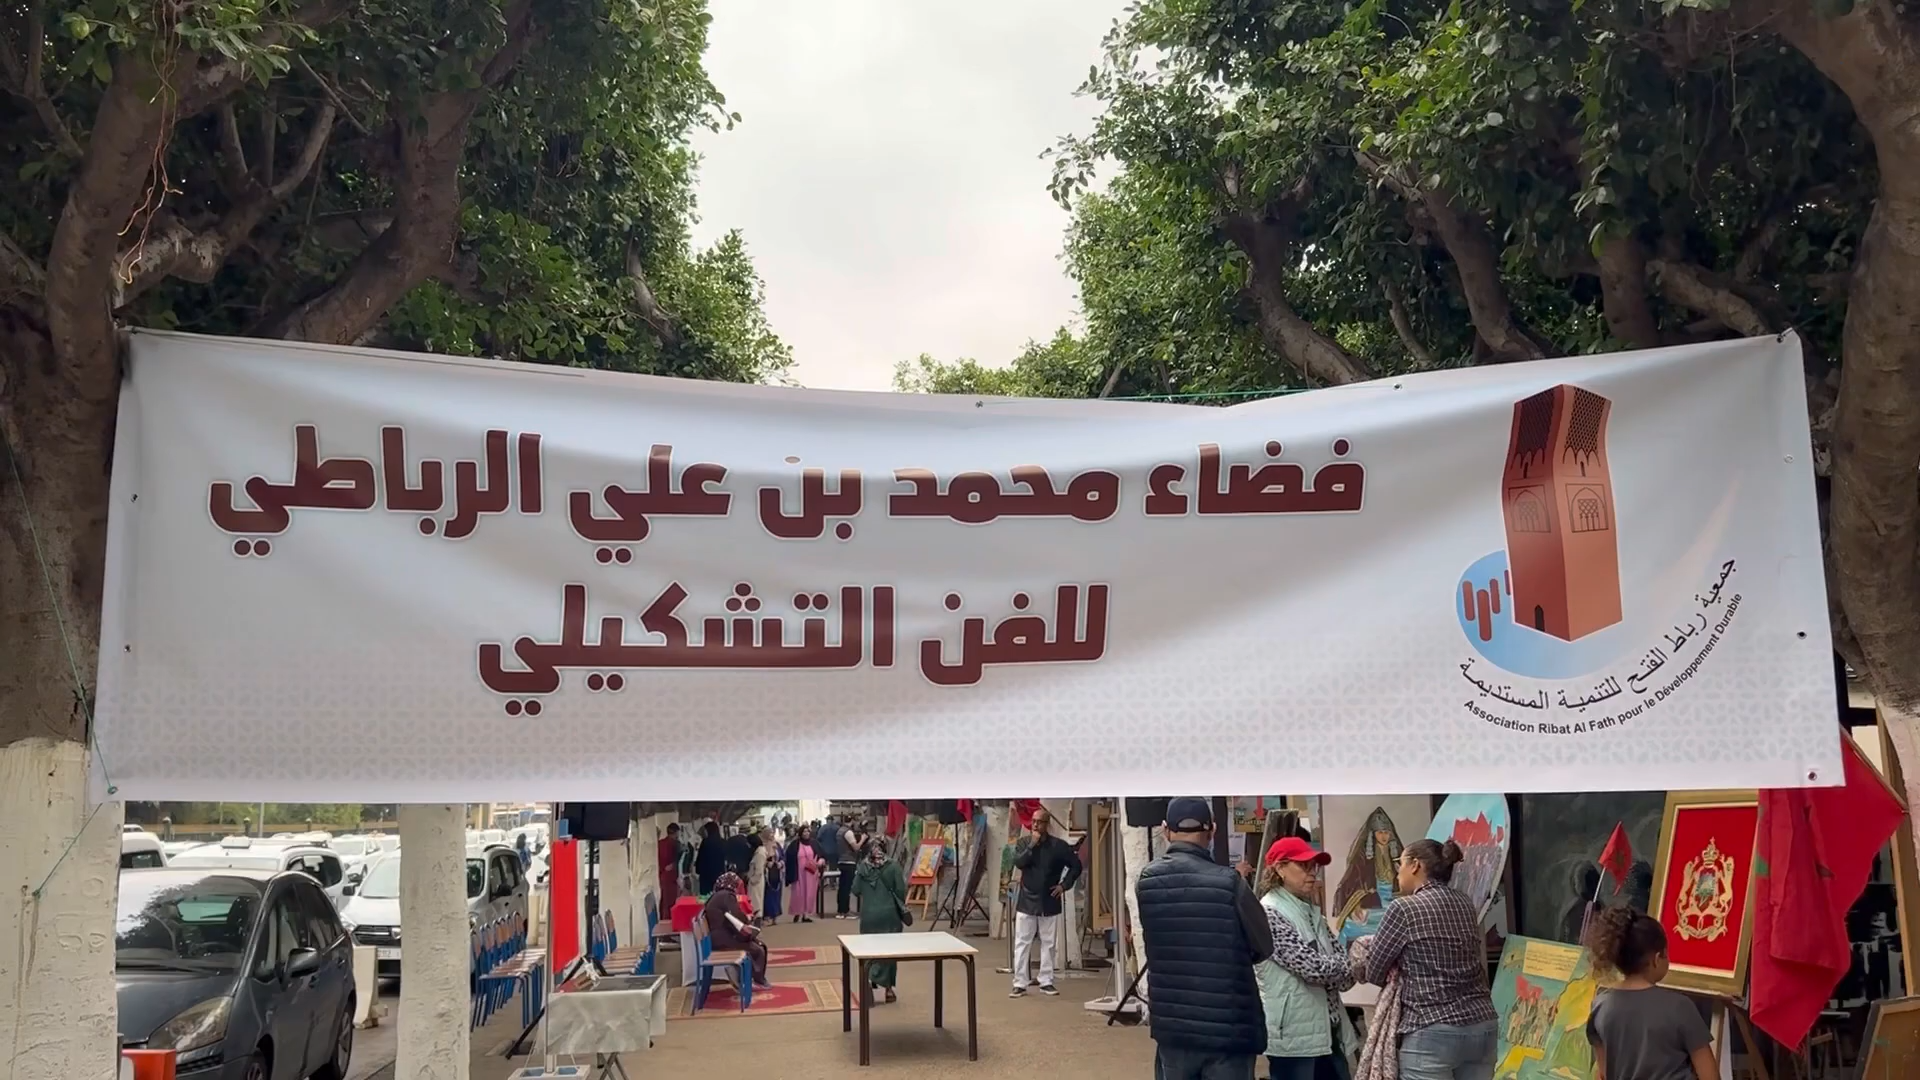 فضاء محمد بن علي الرباطي
للفن التشكيلي
جمعية رباط الفتح للتنمية المستديمة
Association Ribat Al Fath pour le Développement Durable